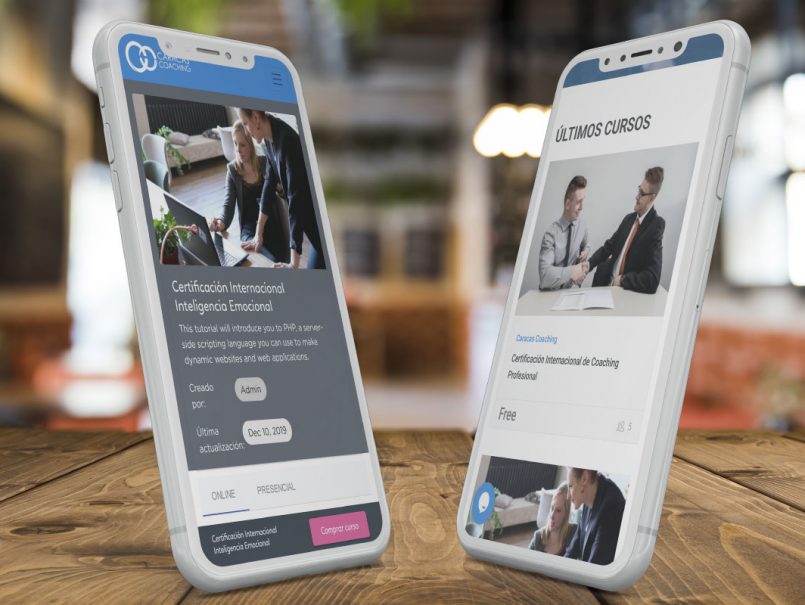 CARACAS
COACHING
Certificación Internacional
Inteligencia Emocional
This tutorial will introduce you to PHP, a server-
side scripting language you can use to make
dynamic websites and web applications.
Creado
por:
Admin
Última
actualización:
Dec 10, 2019
ONLINE
PRESENCIAL
Certificación Internacional
Inteligencia Emocional
Comprar curso
ÚLTIMOS CURSOS
Caracas Coaching
Certificación Internacional de Coaching
Profesional
Free
5